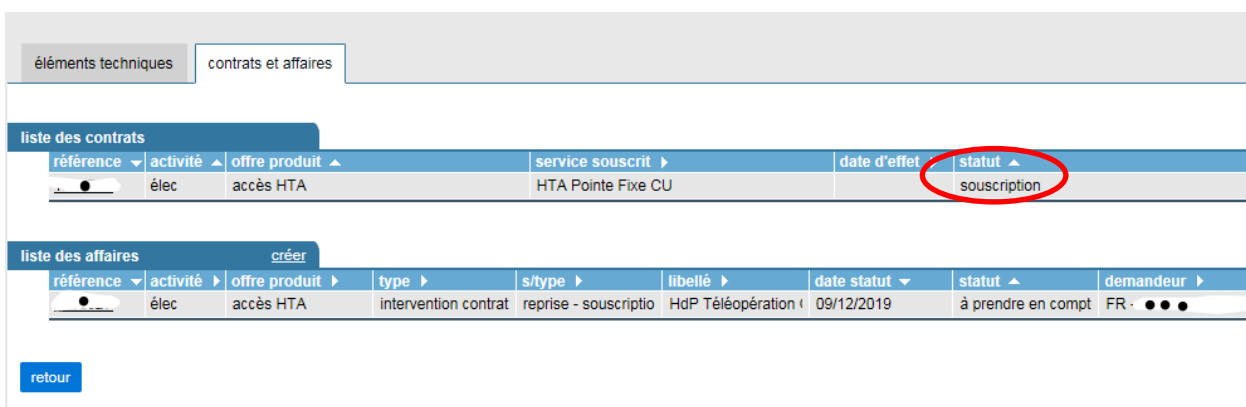 éléments techniques contrats et affaires
liste des contrats
référence activité offre produit service souscrit date d'effet statut
élec accès HTA HTA Pointe Fixe CU souscription
liste des affaires créer
référence activité offre produit type s/type libellé date statut statut demandeur
élec accès HTA intervention contrat reprise - souscriptio HdP Téléopération 09/12/2019 à prendre en compt FR -
retour